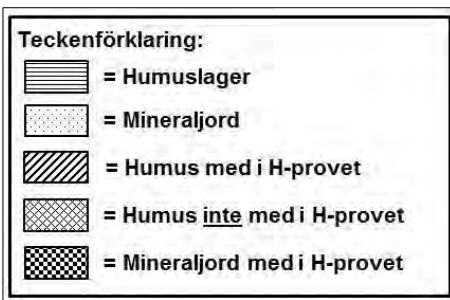 Teckenförklaring:
= Humuslager
= Mineraljord
= Humus med i H-provet
= Humus inte med i H-provet
= Mineraljord med i H-provet